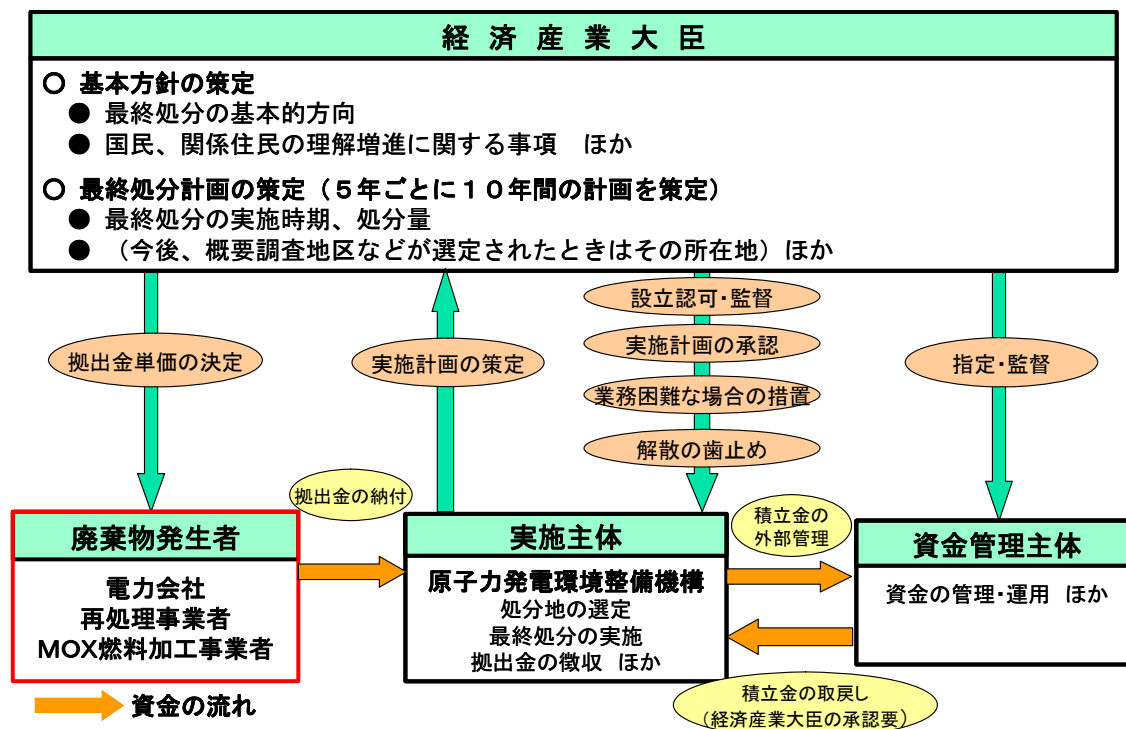 経 済 産 業 大 臣
○ 基本方針の策定
● 最終処分の基本的方向
● 国民、関係住民の理解増進に関する事項　ほか
○ 最終処分計画の策定（５年ごとに１０年間の計画を策定）
● 最終処分の実施時期、処分量
● （今後、概要調査地区などが選定されたときはその所在地）ほか
拠出金単価の決定
実施計画の策定
設立認可・監督
実施計画の承認
業務困難な場合の措置
解散の歯止め
指定・監督
拠出金の納付
積立金の
外部管理
廃棄物発生者
電力会社
再処理事業者
MOX燃料加工事業者
実施主体
原子力発電環境整備機構
処分地の選定
最終処分の実施
拠出金の徴収 ほか
資金管理主体
資金の管理・運用 ほか
積立金の取戻し
（経済産業大臣の承認要）
資金の流れ